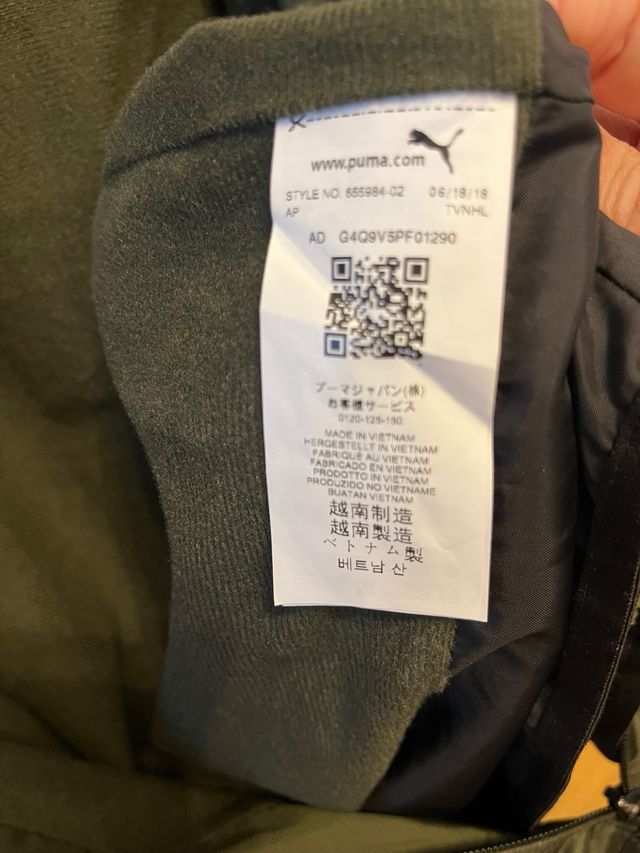 www.puma.com
STYLE NO. 655984-02 06/18/18
AP TVNHL
AD G4Q9V5PF01290
プーマジャパン(株)
お客様サービス
0120-125-150
MADE IN VIETNAM
HERGESTELLT IN VIETNAM
FABRIQUÉ AU VIETNAM
FABRICADO EN VIETNAM
PRODOTTO IN VIETNAM
PRODUZIDO NO VIETNAME
BUATAN VIETNAM
越南制造
越南製造
ベトナム製
베트남 산